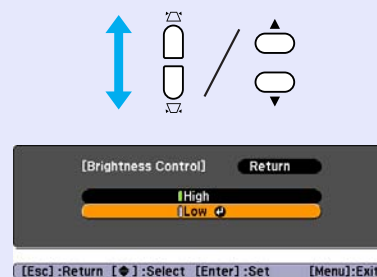 [Brightness Control] Return
High
Low
[Esc] :Return [◆] :Select [Enter] :Set [Menu]:Exit